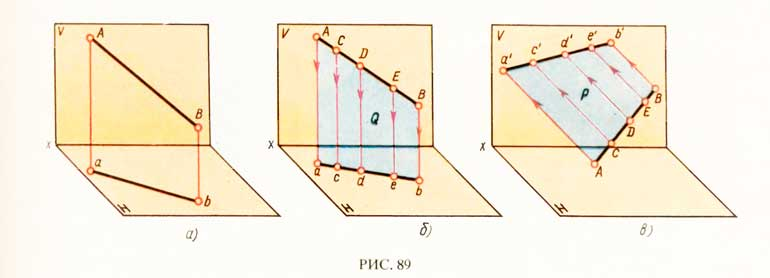 V A B x a b H
а)
V A C D E B Q x a c d e b H
б)
V a' c' d' e' b' P B E D C A x H
в)
РИС. 89